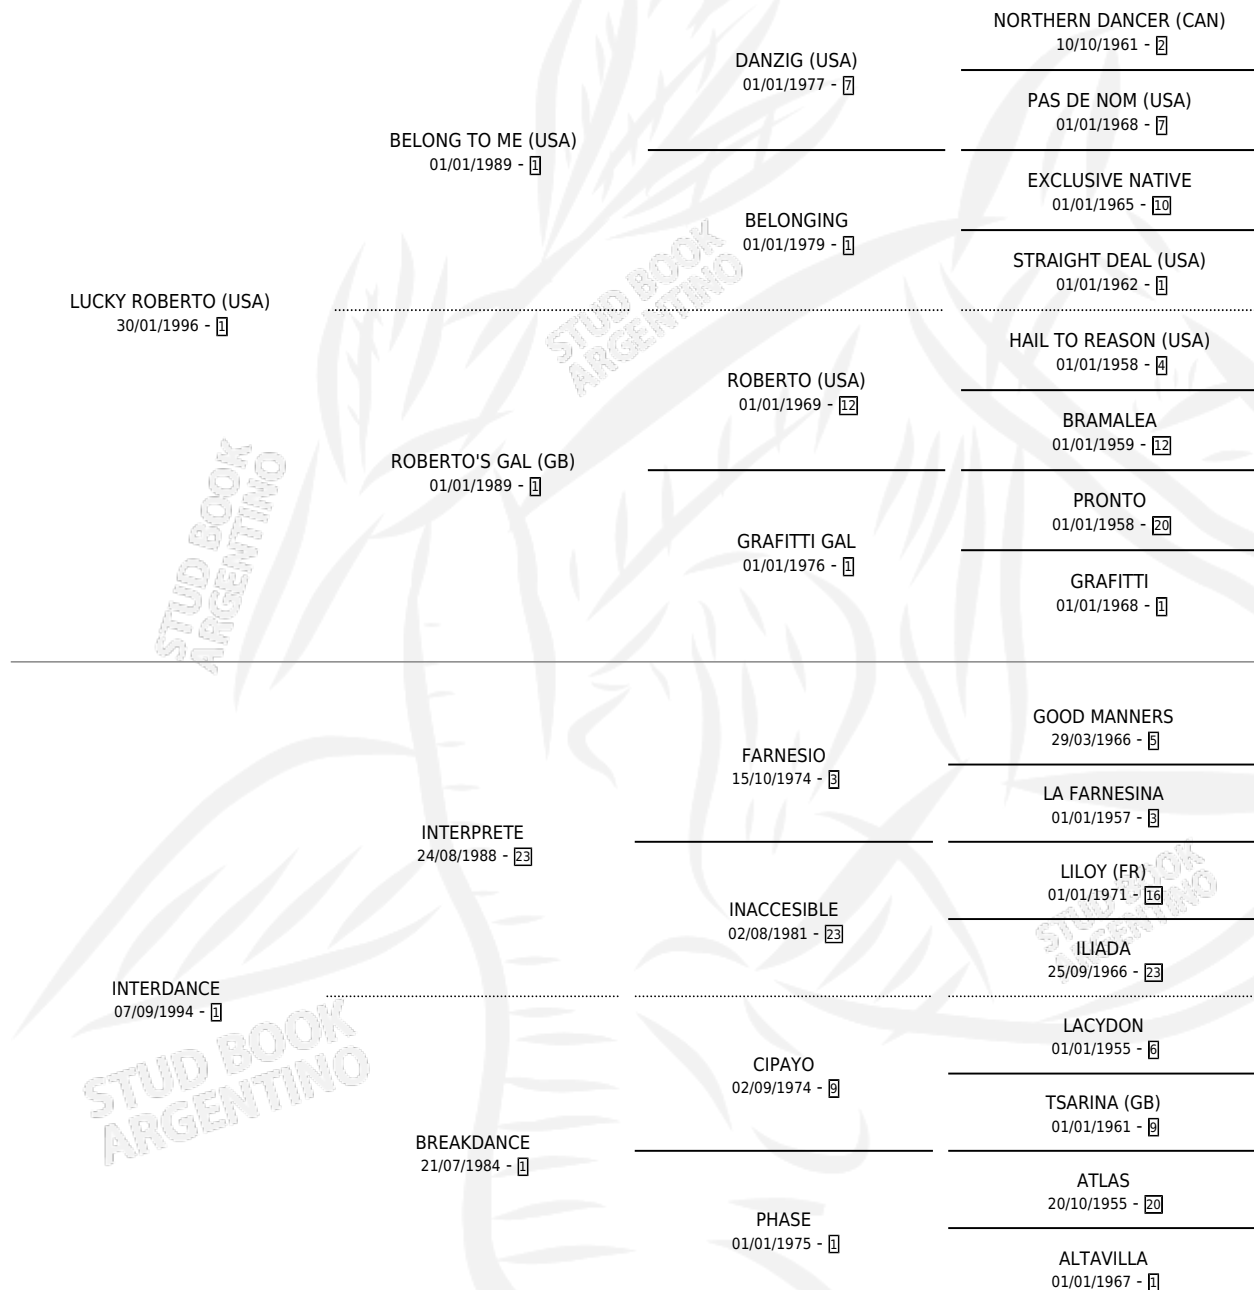 NORTHERN DANCER (CAN)
10/10/1961 - 2
DANZIG (USA)
01/01/1977 - 7
PAS DE NOM (USA)
01/01/1968 - 7
BELONG TO ME (USA)
01/01/1989 - 1
EXCLUSIVE NATIVE
01/01/1965 - 10
BELONGING
01/01/1979 - 1
STRAIGHT DEAL (USA)
01/01/1962 - 1
LUCKY ROBERTO (USA)
30/01/1996 - 1
STUD BOOK
ARGENTINO
HAIL TO REASON (USA)
01/01/1958 - 4
ROBERTO (USA)
01/01/1969 - 12
BRAMALEA
01/01/1959 - 12
ROBERTO'S GAL (GB)
01/01/1989 - 1
PRONTO
01/01/1958 - 20
GRAFITTI GAL
01/01/1976 - 1
GRAFITTI
01/01/1968 - 1
STUD BOOK
ARGENTINO
GOOD MANNERS
29/03/1966 - 5
FARNESIO
15/10/1974 - 3
LA FARNESINA
01/01/1957 - 3
INTERPRETE
24/08/1988 - 23
LILOY (FR)
01/01/1971 - 16
INACCESIBLE
02/08/1981 - 23
STUD BOOK
ARGENTINO
ILIADA
25/09/1966 - 23
INTERDANCE
07/09/1994 - 1
STUD BOOK
ARGENTINO
LACYDON
01/01/1955 - 6
CIPAYO
02/09/1974 - 9
TSARINA (GB)
01/01/1961 - 9
BREAKDANCE
21/07/1984 - 1
ATLAS
20/10/1955 - 20
PHASE
01/01/1975 - 1
ALTAVILLA
01/01/1967 - 1